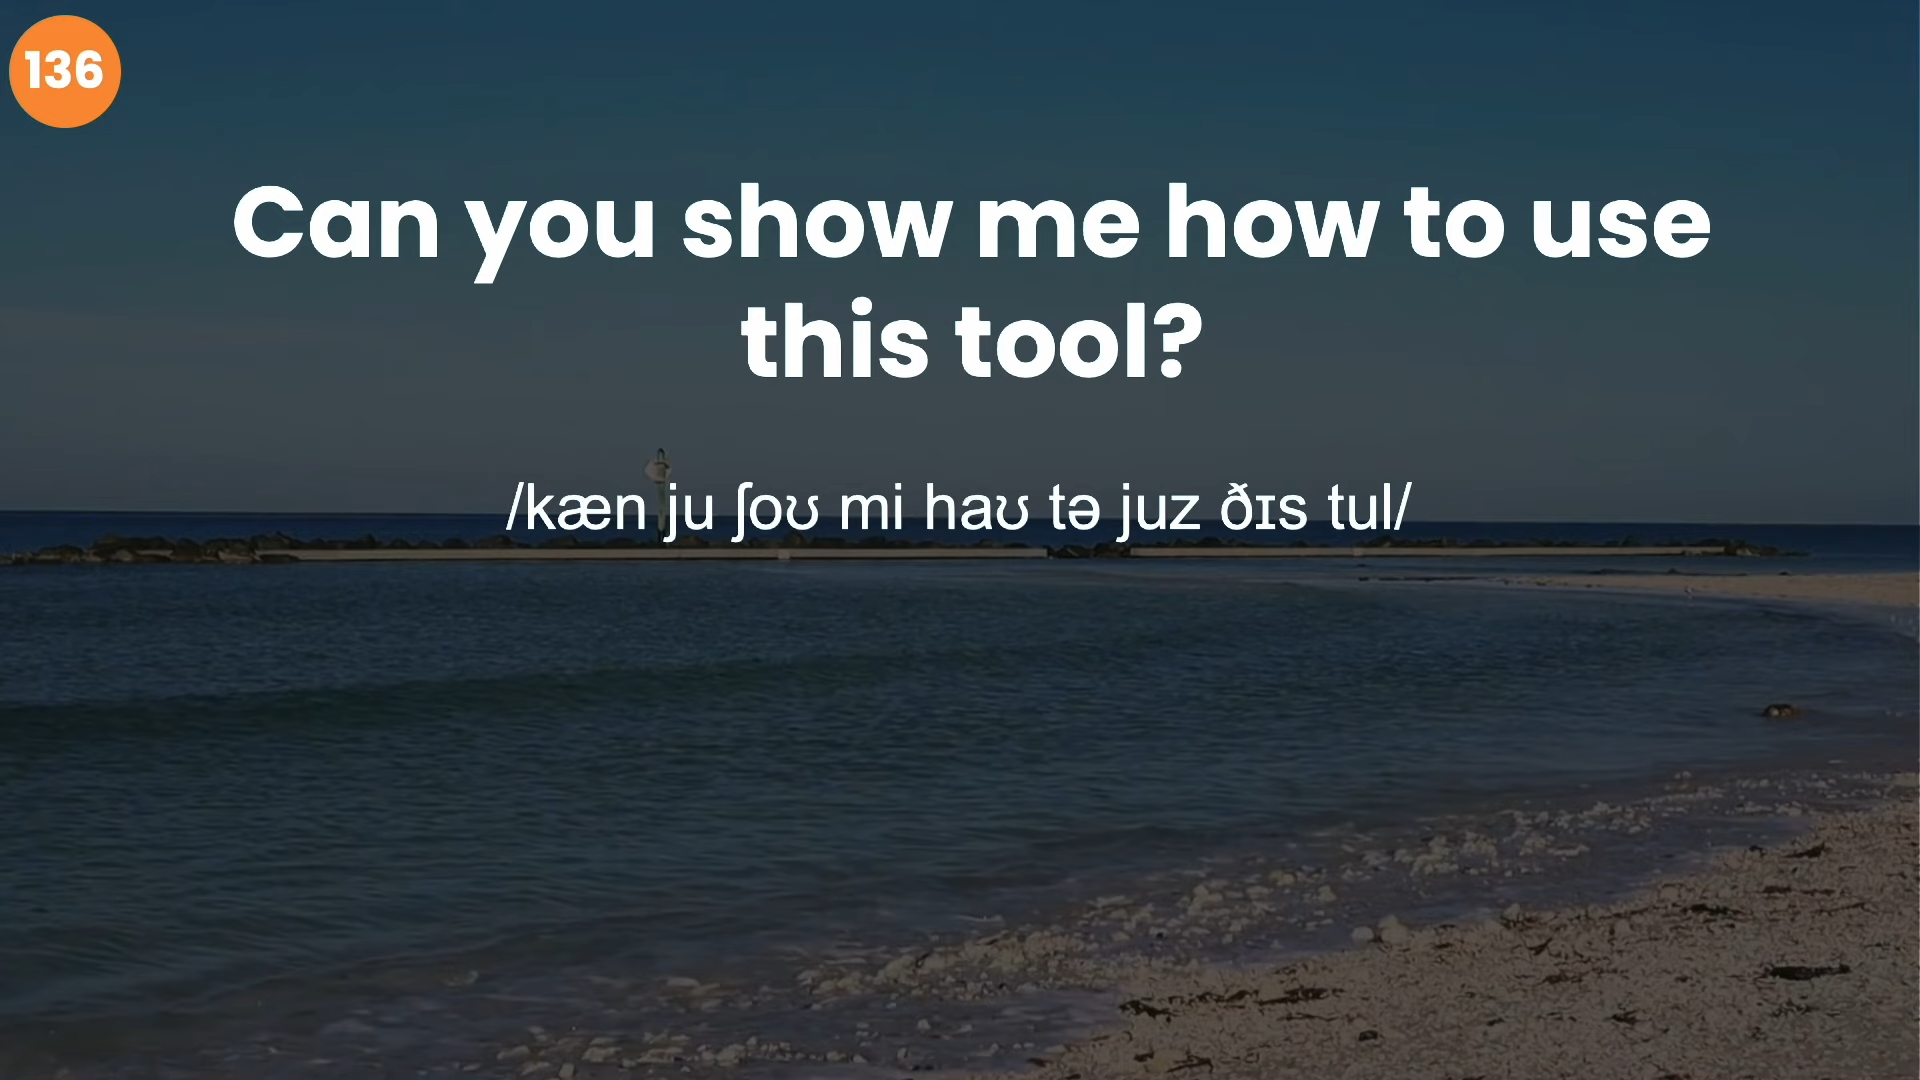 136
Can you show me how to use
this tool?
/kæn ju ʃoʊ mi haʊ tə juz ðɪs tul/